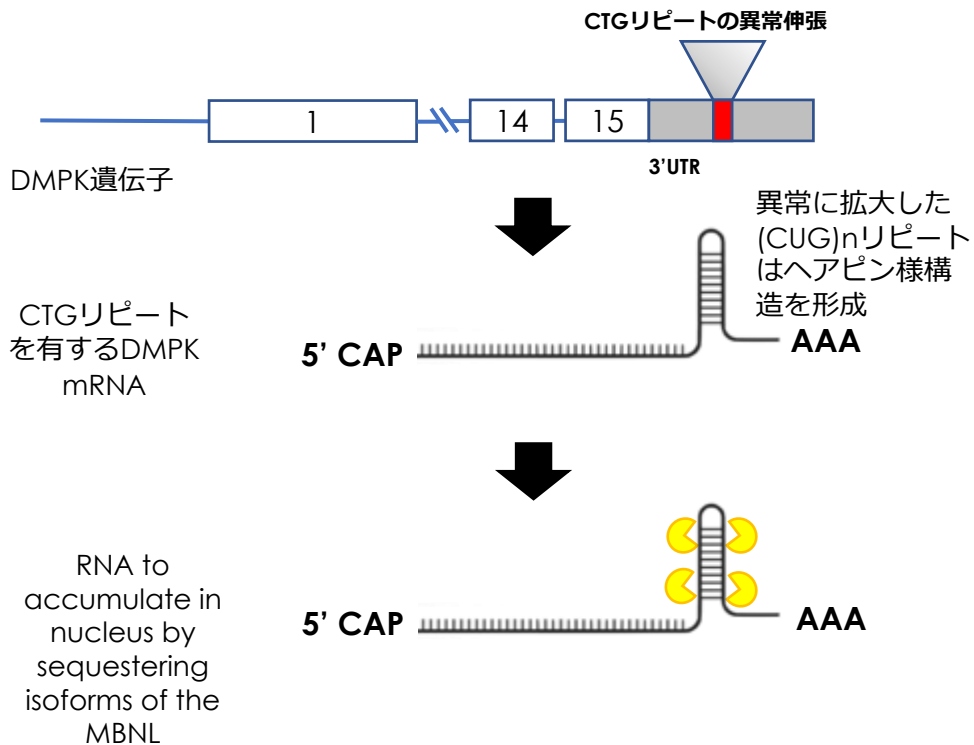 CTGリピートの異常伸張
1
14
15
3'UTR
DMPK遺伝子
異常に拡大した
(CUG)nリピート
はヘアピン様構
造を形成
CTGリピート
を有するDMPK
mRNA
5' CAP
AAA
RNA to
accumulate in
nucleus by
sequestering
isoforms of the
MBNL
5' CAP
AAA